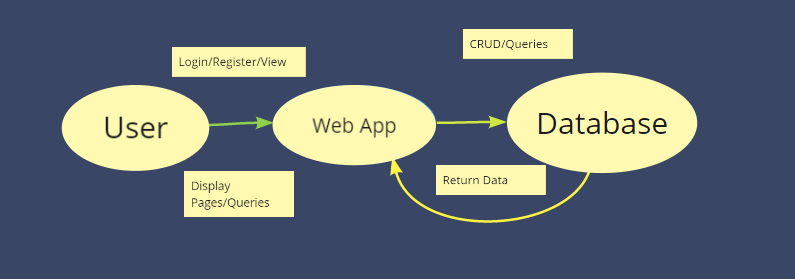 CRUD/Queries
Login/Register/View
User
Web App
Database
Display
Pages/Queries
Return Data